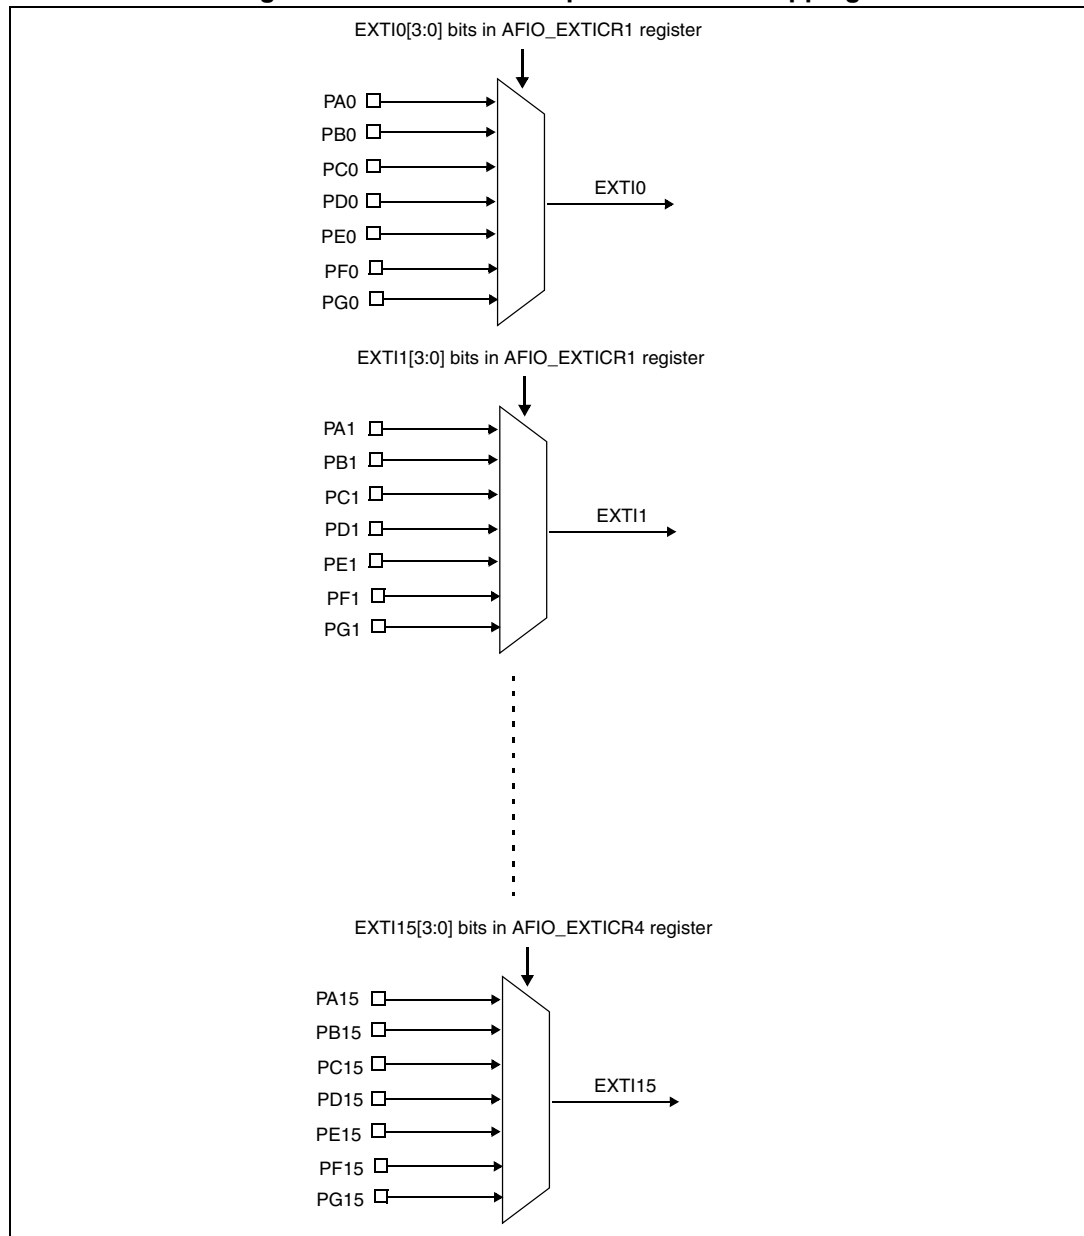 EXTI0[3:0] bits in AFIO_EXTICR1 register
PA0
PB0
PC0
PD0
EXTI0
PE0
PF0
PG0
EXTI1[3:0] bits in AFIO_EXTICR1 register
PA1
PB1
PC1
PD1
EXTI1
PE1
PF1
PG1
EXTI15[3:0] bits in AFIO_EXTICR4 register
PA15
PB15
PC15
PD15
EXTI15
PE15
PF15
PG15